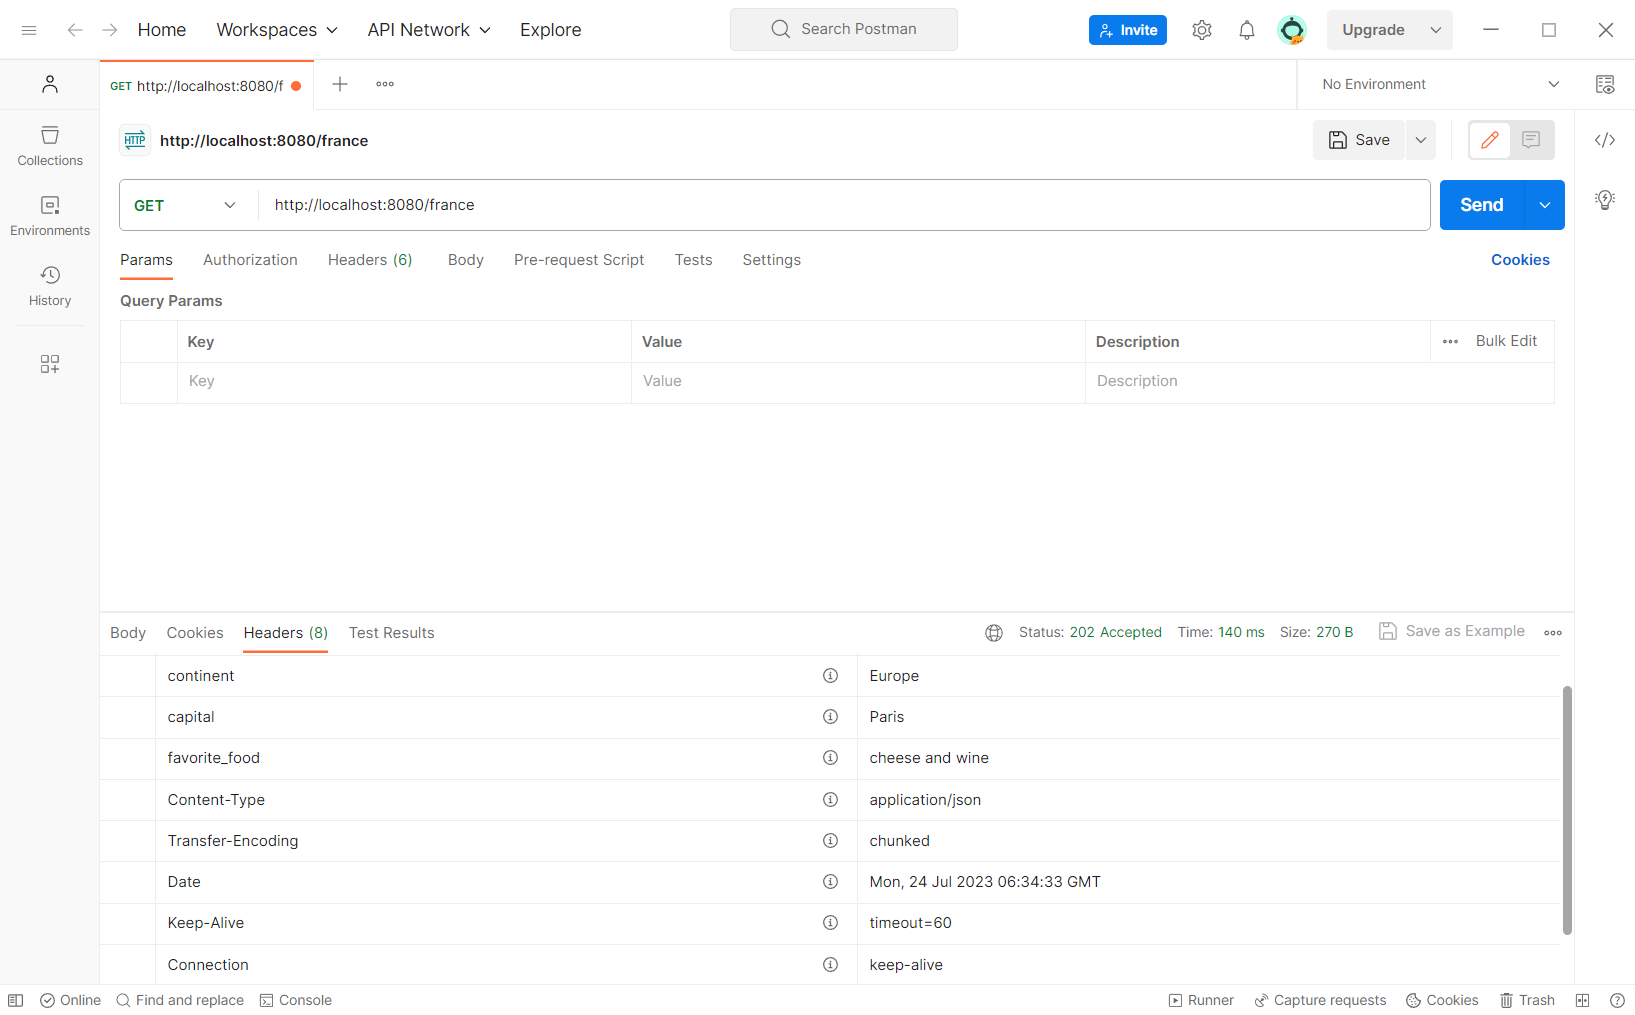 Home Workspaces API Network Explore Search Postman Invite Upgrade
GET http://localhost:8080/f No Environment
HTTP http://localhost:8080/france Save
Collections
Environments
History
GET http://localhost:8080/france Send
Params Authorization Headers (6) Body Pre-request Script Tests Settings Cookies
Query Params
Key Value Description Bulk Edit
Key Value Description
Body Cookies Headers (8) Test Results Status: 202 Accepted Time: 140 ms Size: 270 B Save as Example
continent Europe
capital Paris
favorite_food cheese and wine
Content-Type application/json
Transfer-Encoding chunked
Date Mon, 24 Jul 2023 06:34:33 GMT
Keep-Alive timeout=60
Connection keep-alive
Online Find and replace Console Runner Capture requests Cookies Trash